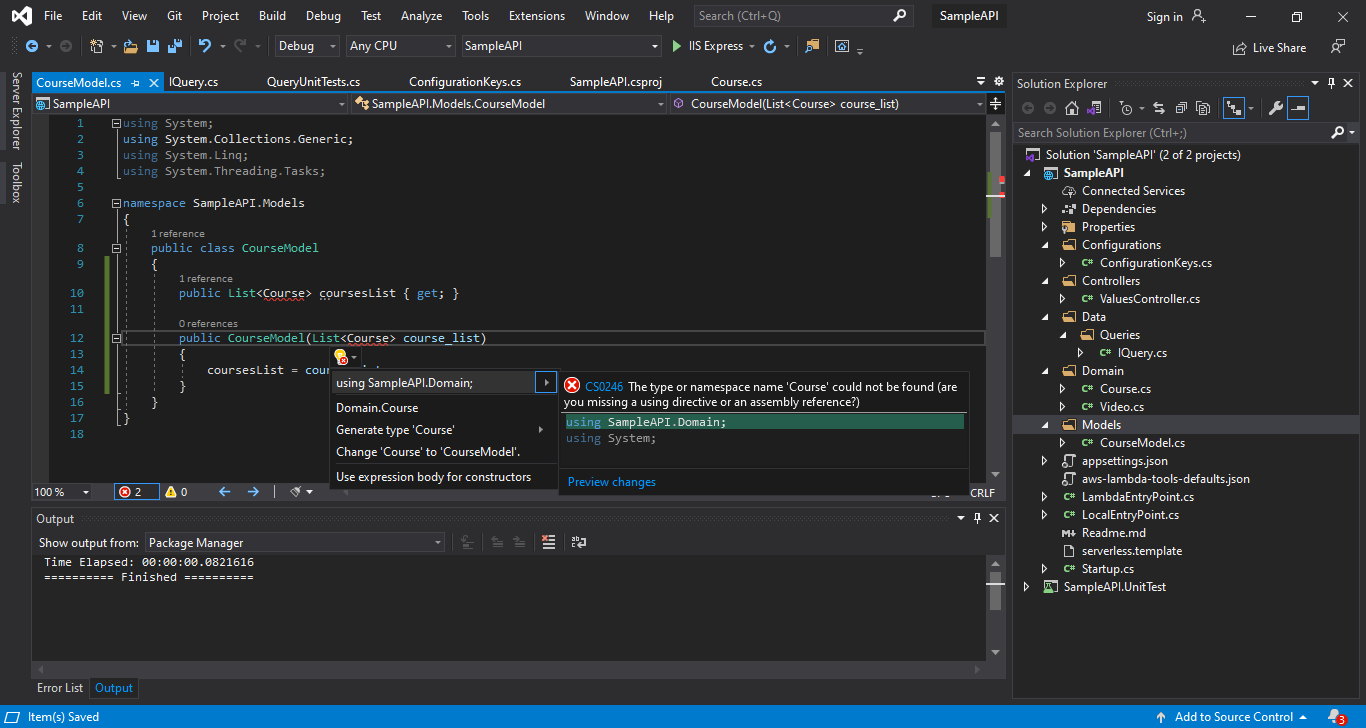 File Edit View Git Project Build Debug Test Analyze Tools Extensions Window Help Search (Ctrl+Q) SampleAPI Sign in
Debug Any CPU SampleAPI IIS Express Live Share
Server Explorer
Toolbox
CourseModel.cs IQuery.cs QueryUnitTests.cs ConfigurationKeys.cs SampleAPI.csproj Course.cs
SampleAPI SampleAPI.Models.CourseModel CourseModel(List<Course> course_list)
1 using System;
2 using System.Collections.Generic;
3 using System.Linq;
4 using System.Threading.Tasks;
5
6 namespace SampleAPI.Models
7 {
1 reference
8 public class CourseModel
9 {
1 reference
10 public List<Course> coursesList { get; }
11
0 references
12 public CourseModel(List<Course> course_list)
13 {
14 coursesList =
15 }
16 }
17 }
18
using SampleAPI.Domain;
Domain.Course
Generate type 'Course'
Change 'Course' to 'CourseModel'.
Use expression body for constructors
CS0246 The type or namespace name 'Course' could not be found (are
you missing a using directive or an assembly reference?)
using SampleAPI.Domain;
using System;
Preview changes
100 % 2 0 CRLF
Output
Show output from: Package Manager
Time Elapsed: 00:00:00.0821616
========== Finished ==========
Error List Output
Solution Explorer
Search Solution Explorer (Ctrl+;)
Solution 'SampleAPI' (2 of 2 projects)
SampleAPI
Connected Services
Dependencies
Properties
Configurations
C# ConfigurationKeys.cs
Controllers
C# ValuesController.cs
Data
Queries
C# IQuery.cs
Domain
C# Course.cs
C# Video.cs
Models
C# CourseModel.cs
appsettings.json
aws-lambda-tools-defaults.json
C# LambdaEntryPoint.cs
C# LocalEntryPoint.cs
Readme.md
serverless.template
C# Startup.cs
SampleAPI.UnitTest
Item(s) Saved Add to Source Control 3